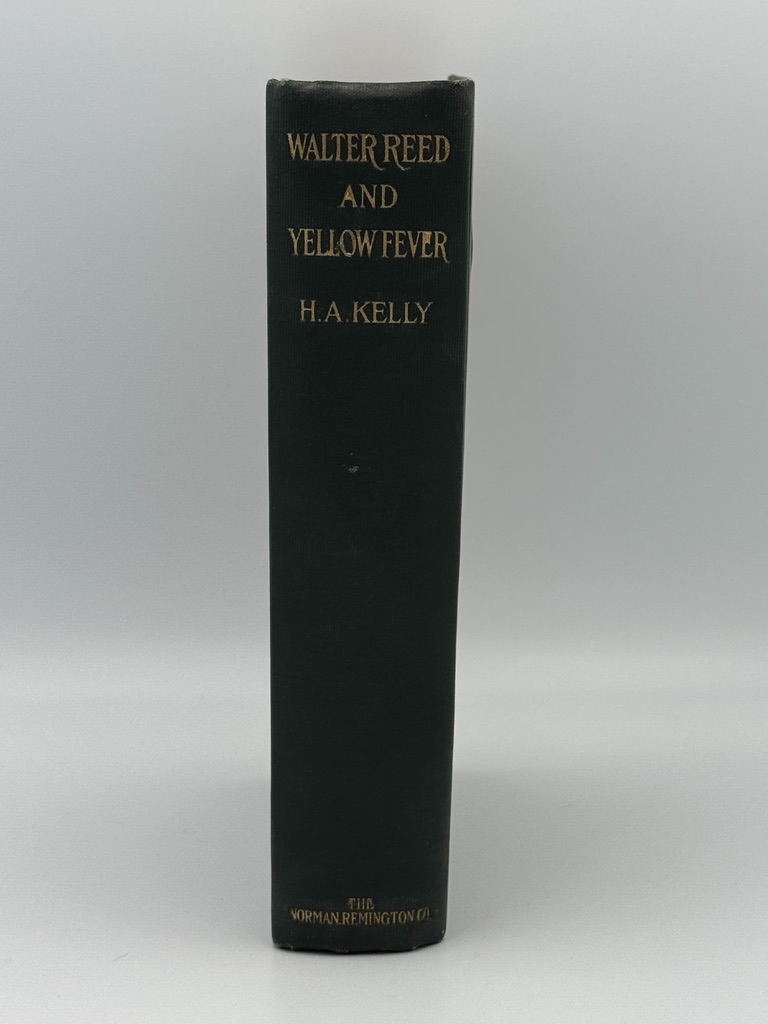 WALTER REED
AND
YELLOW FEVER
H. A. KELLY
THE
NORMAN, REMINGTON CO.